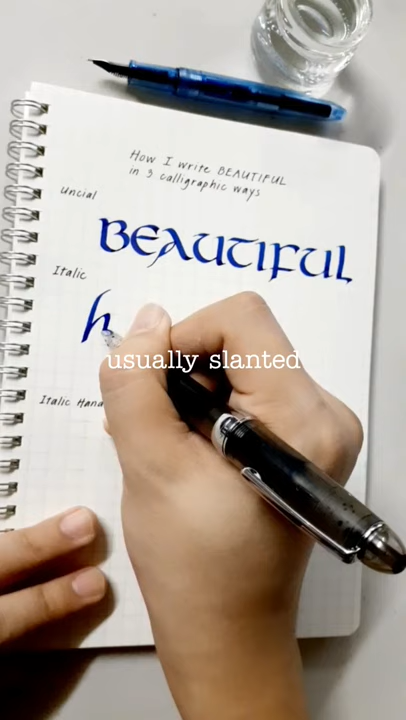 How I write BEAUTIFUL
in 3 calligraphic ways
Uncial
BEAUTIFUL
Italic
usually slanted
Italic Hand